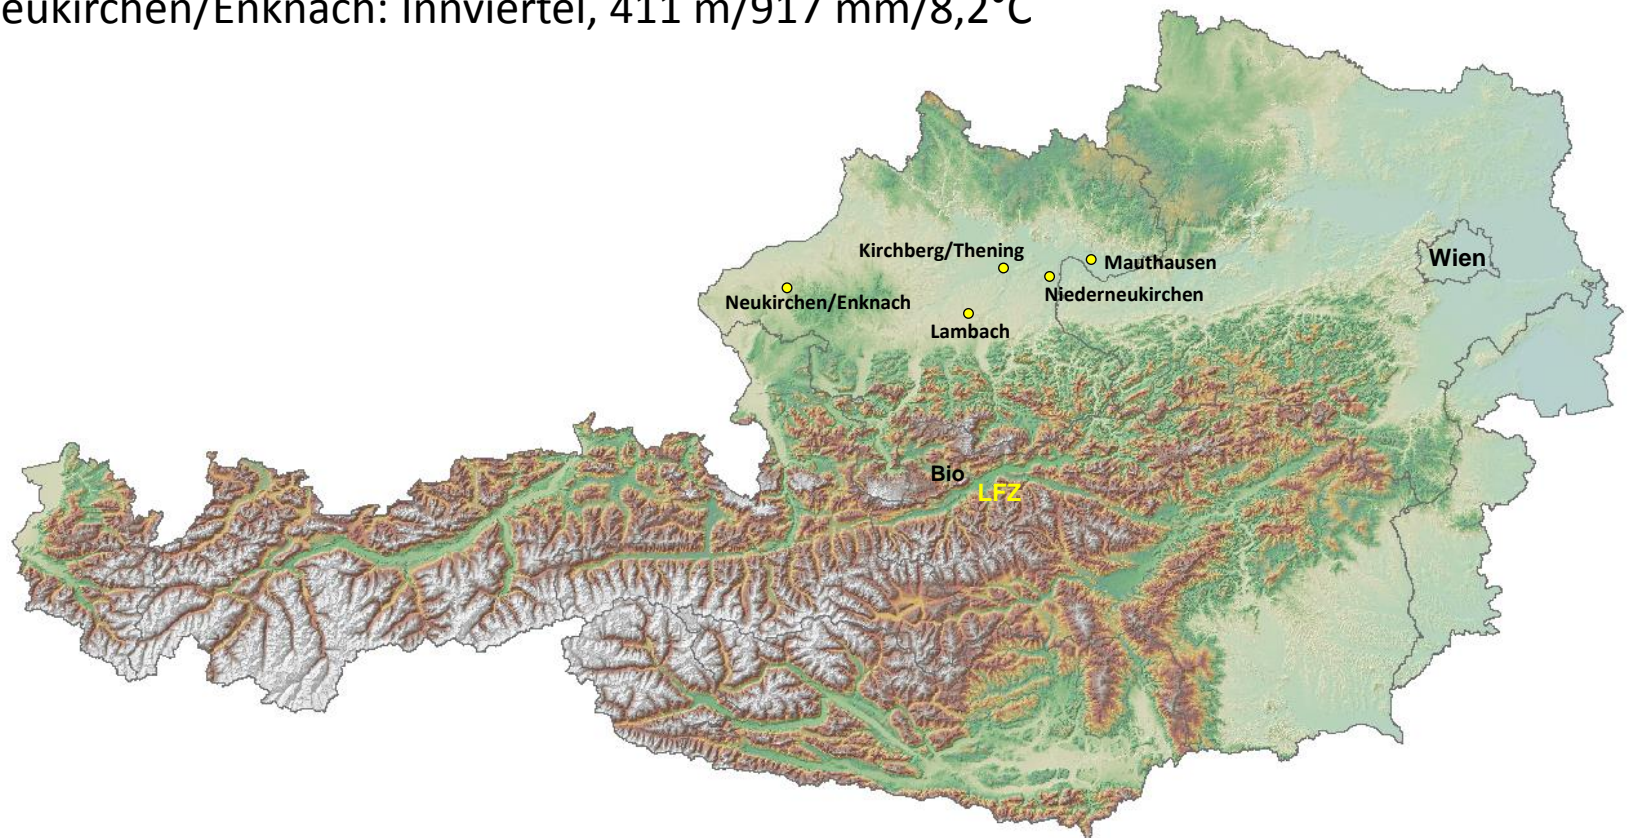 eukirchen/Enknach: Innviertel, 411 m/917 mm/8,2°C
Kirchberg/Thening
Mauthausen
Wien
Niederneukirchen
Neukirchen/Enknach
Lambach
Bio
LFZ